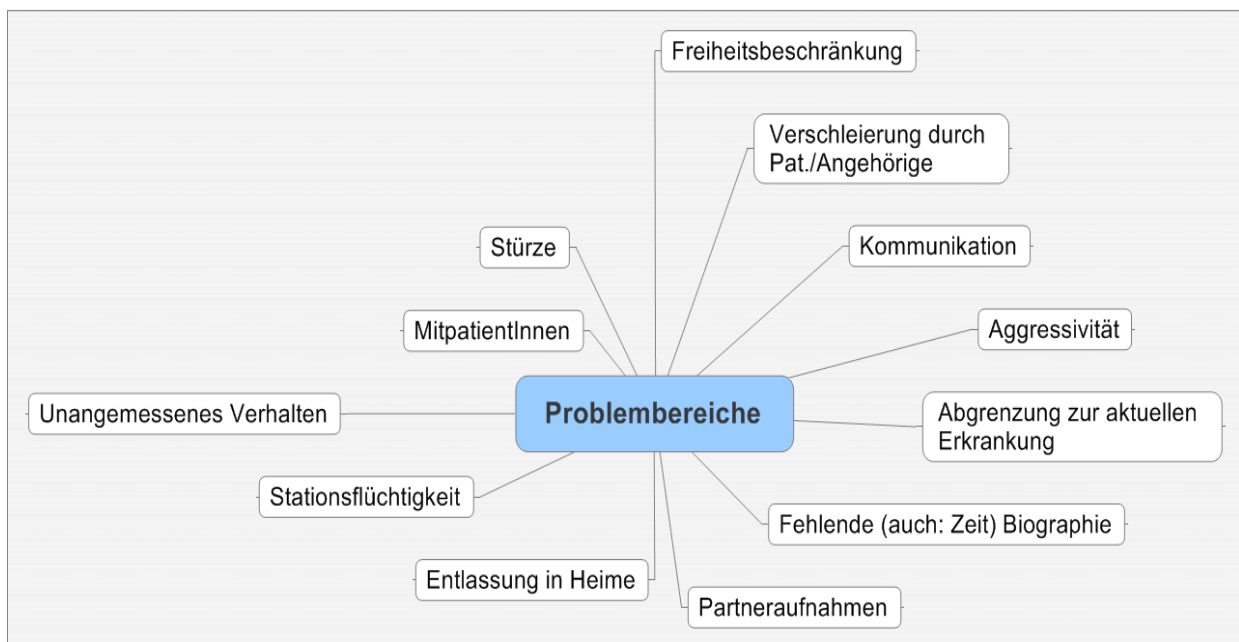 Freiheitsbeschränkung
Verschleierung durch
Pat./Angehörige
Stürze
Kommunikation
MitpatientInnen
Aggressivität
Unangemessenes Verhalten
Problembereiche
Abgrenzung zur aktuellen
Erkrankung
Stationsflüchtigkeit
Fehlende (auch: Zeit) Biographie
Entlassung in Heime
Partneraufnahmen